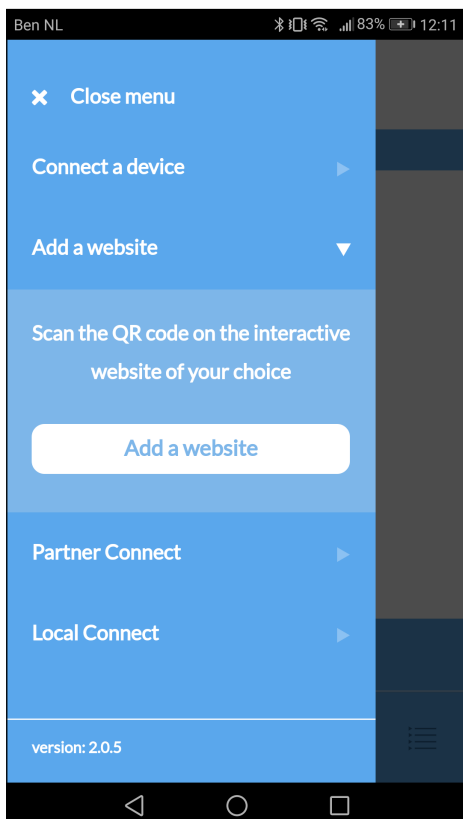 Ben NL 83% 12:11
Close menu
Connect a device
Add a website
Scan the QR code on the interactive
website of your choice
Add a website
Partner Connect
Local Connect
version: 2.0.5